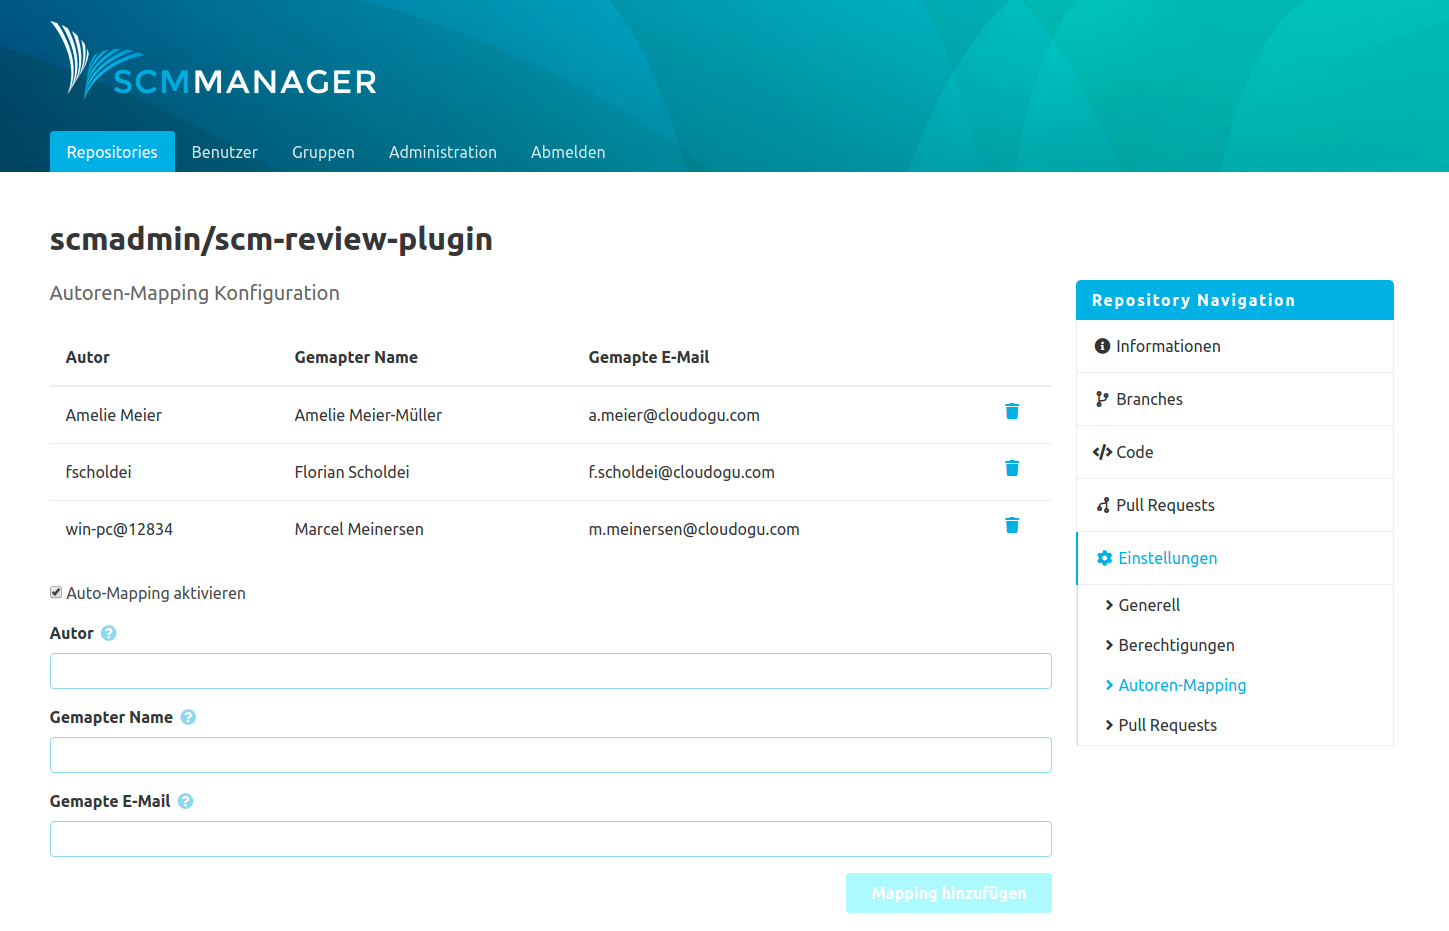 SCMMANAGER
Repositories Benutzer Gruppen Administration Abmelden
scmadmin/scm-review-plugin
Autoren-Mapping Konfiguration
Autor Gemapter Name Gemapte E-Mail
Amelie Meier Amelie Meier-Müller a.meier@cloudogu.com
fscholdei Florian Scholdei f.scholdei@cloudogu.com
win-pc@12834 Marcel Meinersen m.meinersen@cloudogu.com
Auto-Mapping aktivieren
Autor
Gemapter Name
Gemapte E-Mail
Mapping hinzufügen
Repository Navigation
Informationen
Branches
Code
Pull Requests
Einstellungen
Generell
Berechtigungen
Autoren-Mapping
Pull Requests